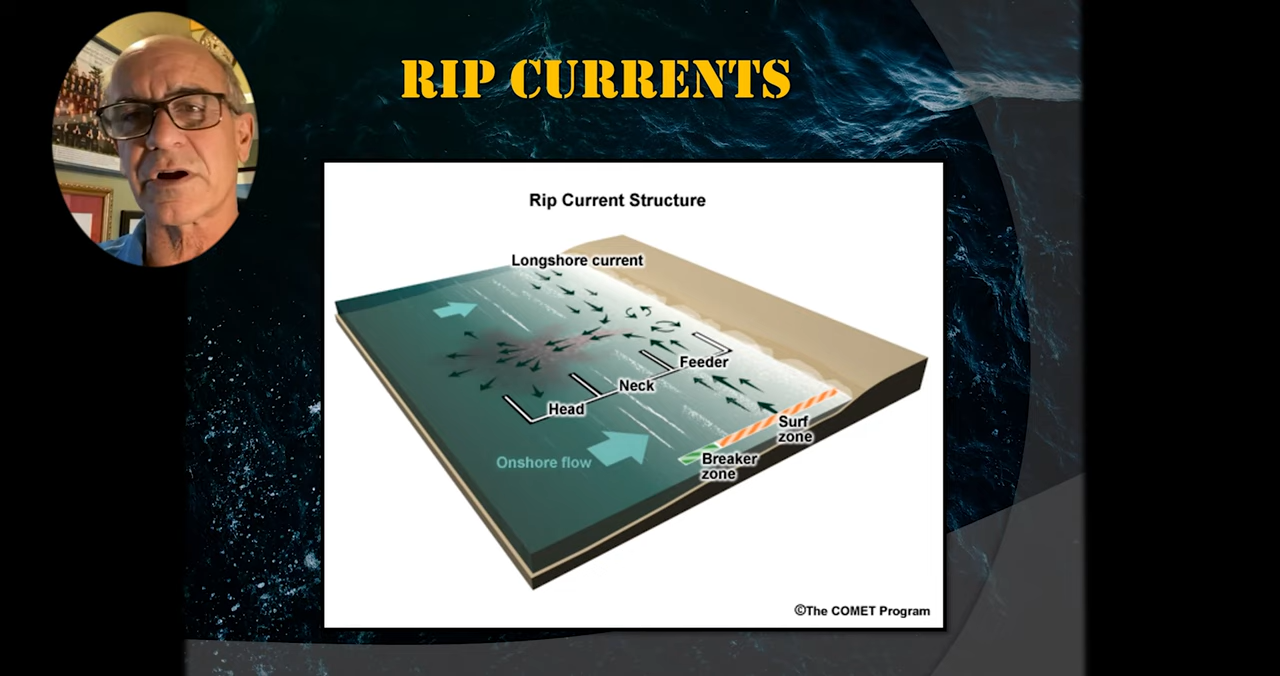 RIP CURRENTS
Rip Current Structure
Longshore current
Feeder
Neck
Head
Surf
zone
Onshore flow
Breaker
zone
©The COMET Program